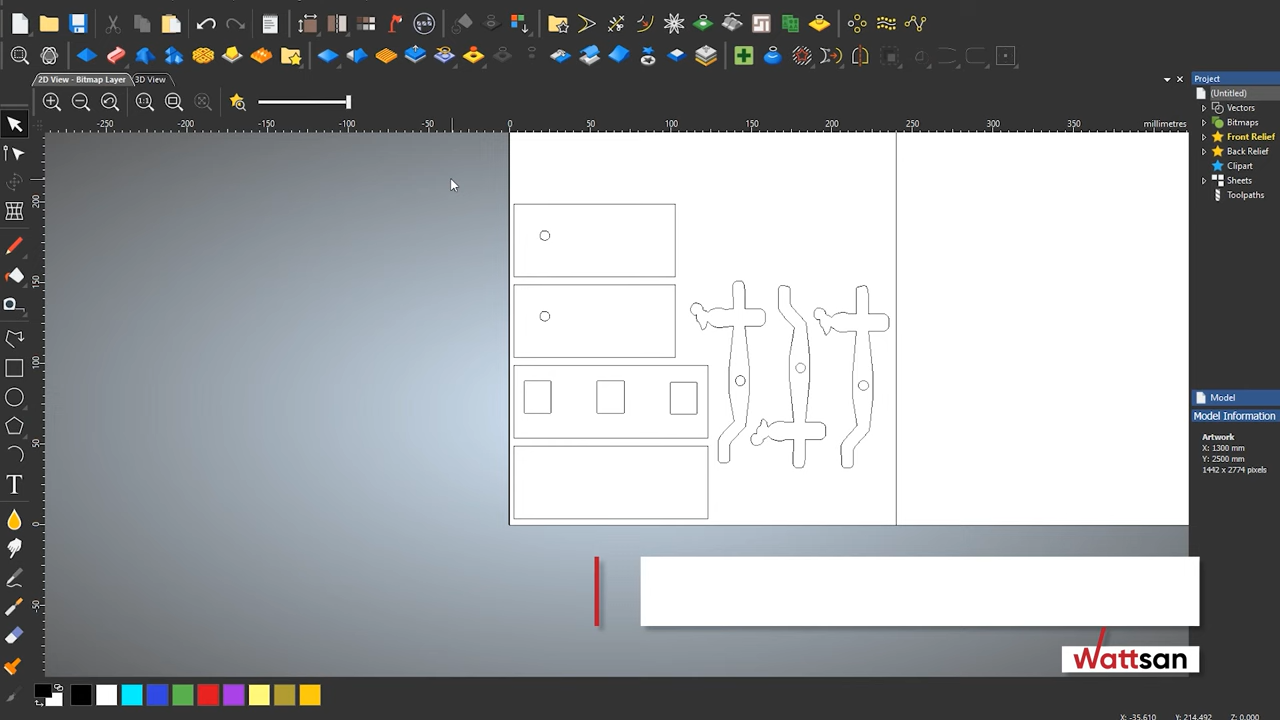 2D View - Bitmap Layer
3D View
Project
1:1
-250
-200
-150
-100
-50
0
50
100
150
200
250
300
350
millimetres
(Untitled)
Vectors
Bitmaps
Front Relief
Back Relief
Clipart
Sheets
Toolpaths
200
150
100
50
0
-50
T
Model
Model Information
Artwork
X: 1300 mm
Y: 2500 mm
1442 x 2774 pixels
Wattsan
X: -35.610
Y: 214.492
Z: 0.000